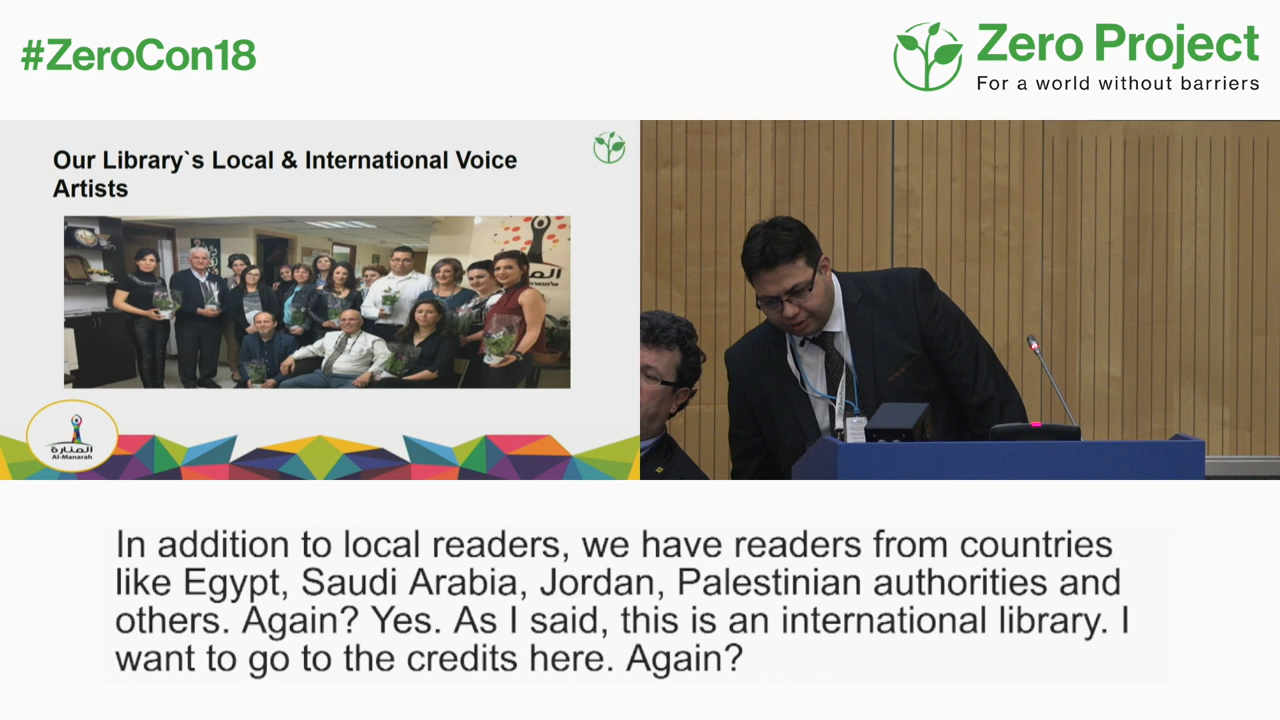 #ZeroCon18
Zero Project
For a world without barriers
Our Library`s Local & International Voice
Artists
المنارة
Al-Manarah
In addition to local readers, we have readers from countries
like Egypt, Saudi Arabia, Jordan, Palestinian authorities and
others. Again? Yes. As I said, this is an international library. I
want to go to the credits here. Again?